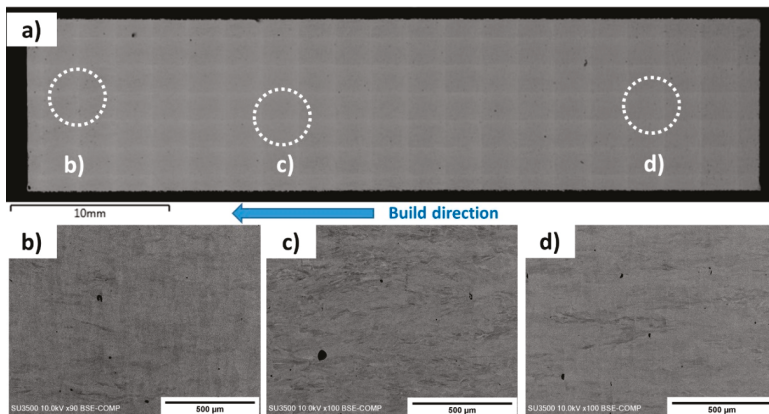 a)
b)
c)
d)
10mm
Build direction
b)
SU3500 10.0kV x90 BSE-COMP
500 µm
c)
SU3500 10.0kV x100 BSE-COMP
500 µm
d)
SU3500 10.0kV x100 BSE-COMP
500 µm